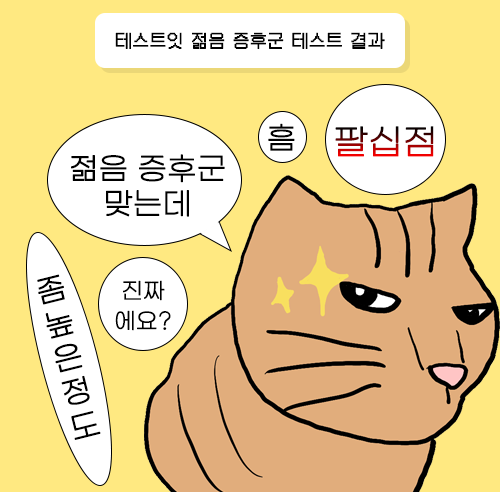 테스트잇 젊음 증후군 테스트 결과
흠
팔십점
젊음 증후군
맞는데
진짜
에요?
좀 높은 정도